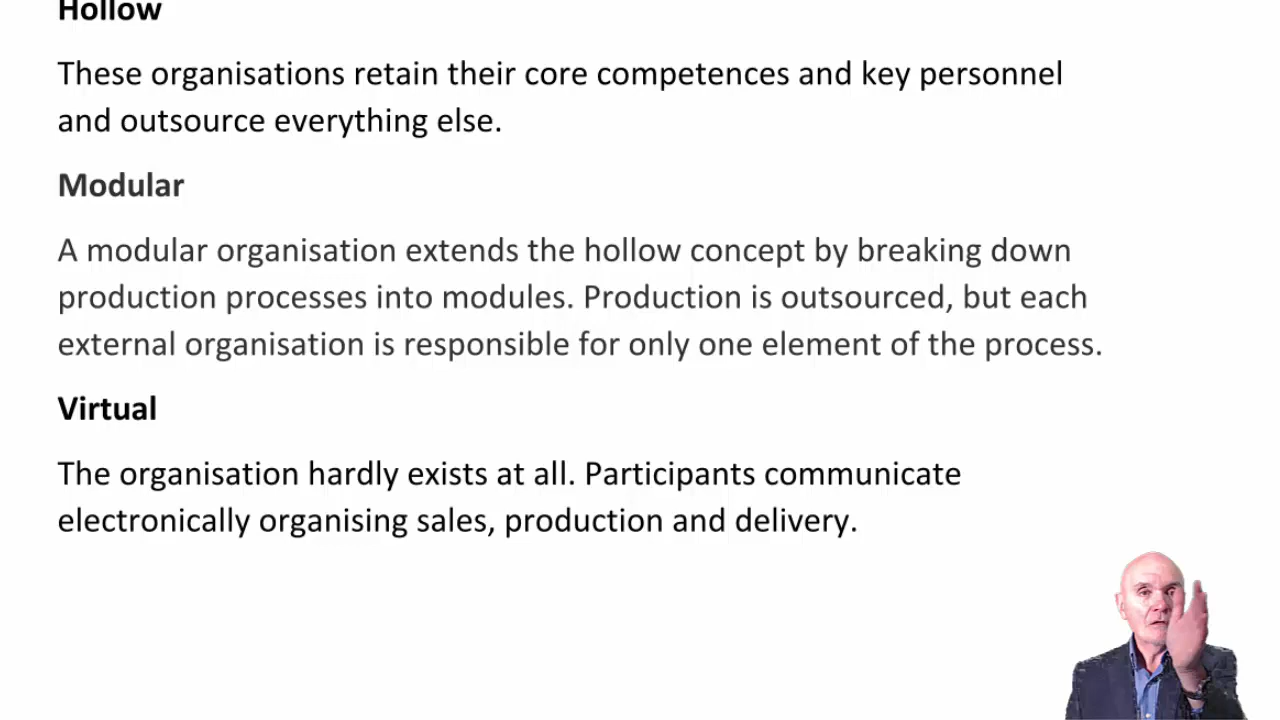 Hollow
These organisations retain their core competences and key personnel
and outsource everything else.
Modular
A modular organisation extends the hollow concept by breaking down
production processes into modules. Production is outsourced, but each
external organisation is responsible for only one element of the process.
Virtual
The organisation hardly exists at all. Participants communicate
electronically organising sales, production and delivery.